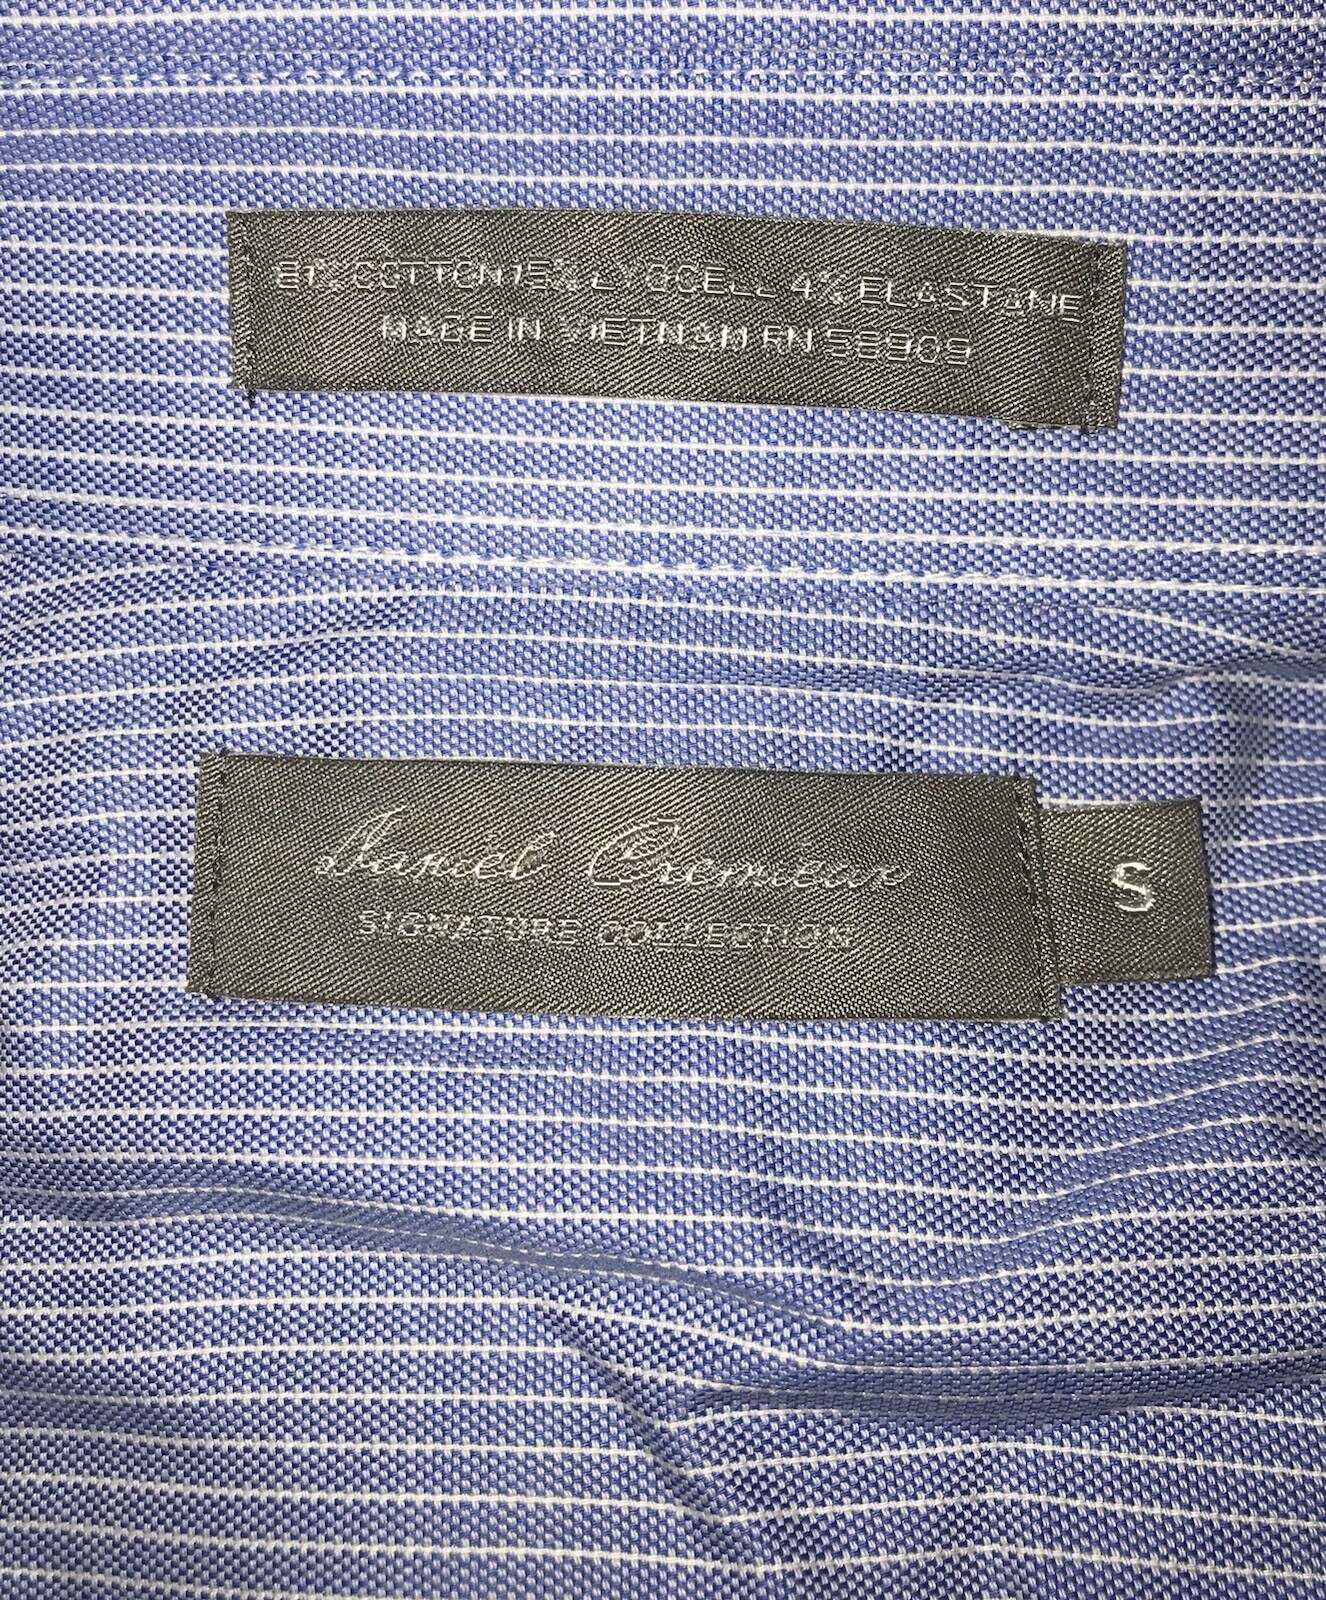 81% COTTON 15% LYOCELL 4% ELASTANE
MADE IN VIETNAM RN 58909
Daniel Cremieux
SIGNATURE COLLECTION
S